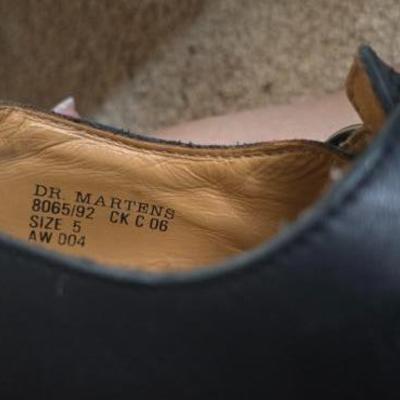 DR. MARTENS
8065/92 CK C 06
SIZE 5
AW 004